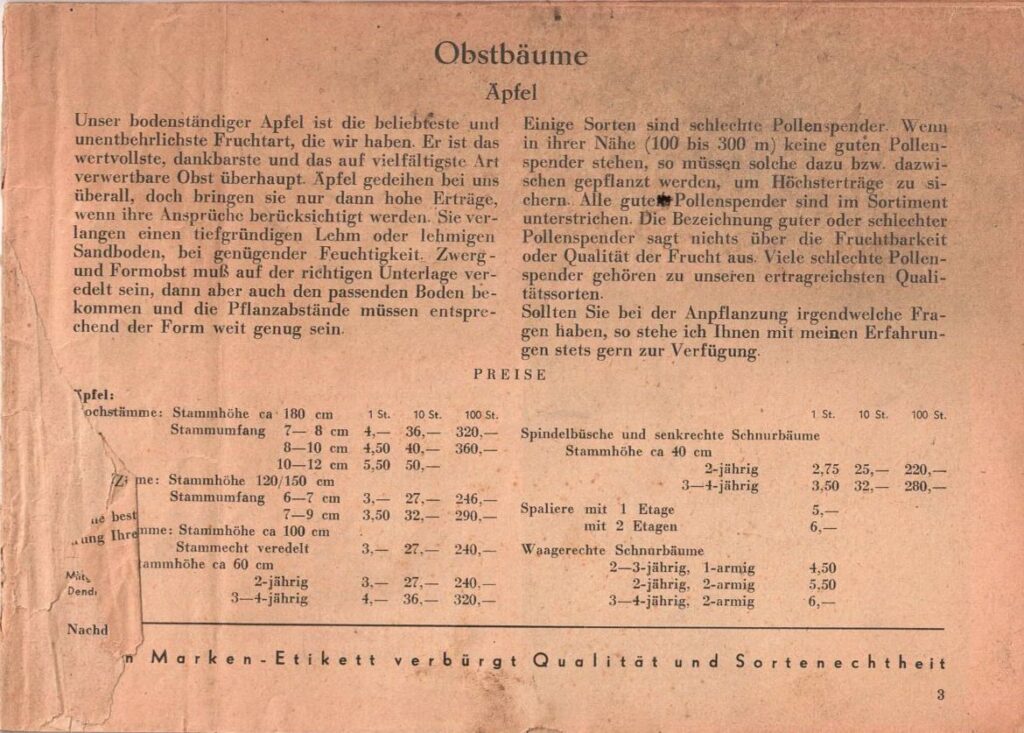 Obstbäume
Äpfel
Unser bodenständiger Apfel ist die beliebteste und
unentbehrlichste Fruchtart, die wir haben. Er ist das
wertvollste, dankbarste und das auf vielfältigste Art
verwertbare Obst überhaupt. Äpfel gedeihen bei uns
überall, doch bringen sie nur dann hohe Erträge,
wenn ihre Ansprüche berücksichtigt werden. Sie ver-
langen einen tiefgründigen Lehm oder lehmigen
Sandboden, bei genügender Feuchtigkeit. Zwerg-
und Formobst muß auf der richtigen Unterlage ver-
edelt sein, dann aber auch den passenden Boden be-
kommen und die Pflanzabstände müssen entspre-
chend der Form weit genug sein.
Einige Sorten sind schlechte Pollenspender. Wenn
in ihrer Nähe (100 bis 300 m) keine guten Pollen-
spender stehen, so müssen solche dazu bzw. dazwi-
schen gepflanzt werden, um Höchsterträge zu si-
chern. Alle guten Pollenspender sind im Sortiment
unterstrichen. Die Bezeichnung guter oder schlechter
Pollenspender sagt nichts über die Fruchtbarkeit
oder Qualität der Frucht aus. Viele schlechte Pollen-
spender gehören zu unseren ertragreichsten Quali-
tätssorten.
Sollten Sie bei der Anpflanzung irgendwelche Fra-
gen haben, so stehe ich Ihnen mit meinen Erfahrun-
gen stets gern zur Verfügung.
PREISE
Äpfel:
ochstämme: Stammhöhe ca 180 cm 1 St. 10 St. 100 St.
Stammumfang 7— 8 cm 4,— 36,— 320,—
8—10 cm 4,50 40,— 360,—
10—12 cm 5,50 50,—
me: Stammhöhe 120/150 cm
Stammumfang 6—7 cm 3,— 27,— 246,—
7—9 cm 3,50 32,— 290,—
mme: Stammhöhe ca 100 cm
Stammecht veredelt 3,— 27,— 240,—
tammhöhe ca 60 cm
2-jährig 3,— 27,— 240,—
3—4-jährig 4,— 36,— 320,—
best
ung Ihre
Nachd
1 St. 10 St. 100 St.
Spindelbüsche und senkrechte Schnurbäume
Stammhöhe ca 40 cm
2-jährig 2,75 25,— 220,—
3—4-jährig 3,50 32,— 280,—
Spaliere mit 1 Etage 5,—
mit 2 Etagen 6,—
Waagerechte Schnurbäume
2—3-jährig, 1-armig 4,50
2-jährig, 2-armig 5,50
3—4-jährig, 2-armig 6,—
n Marken-Etikett verbürgt Qualität und Sortenechtheit
3